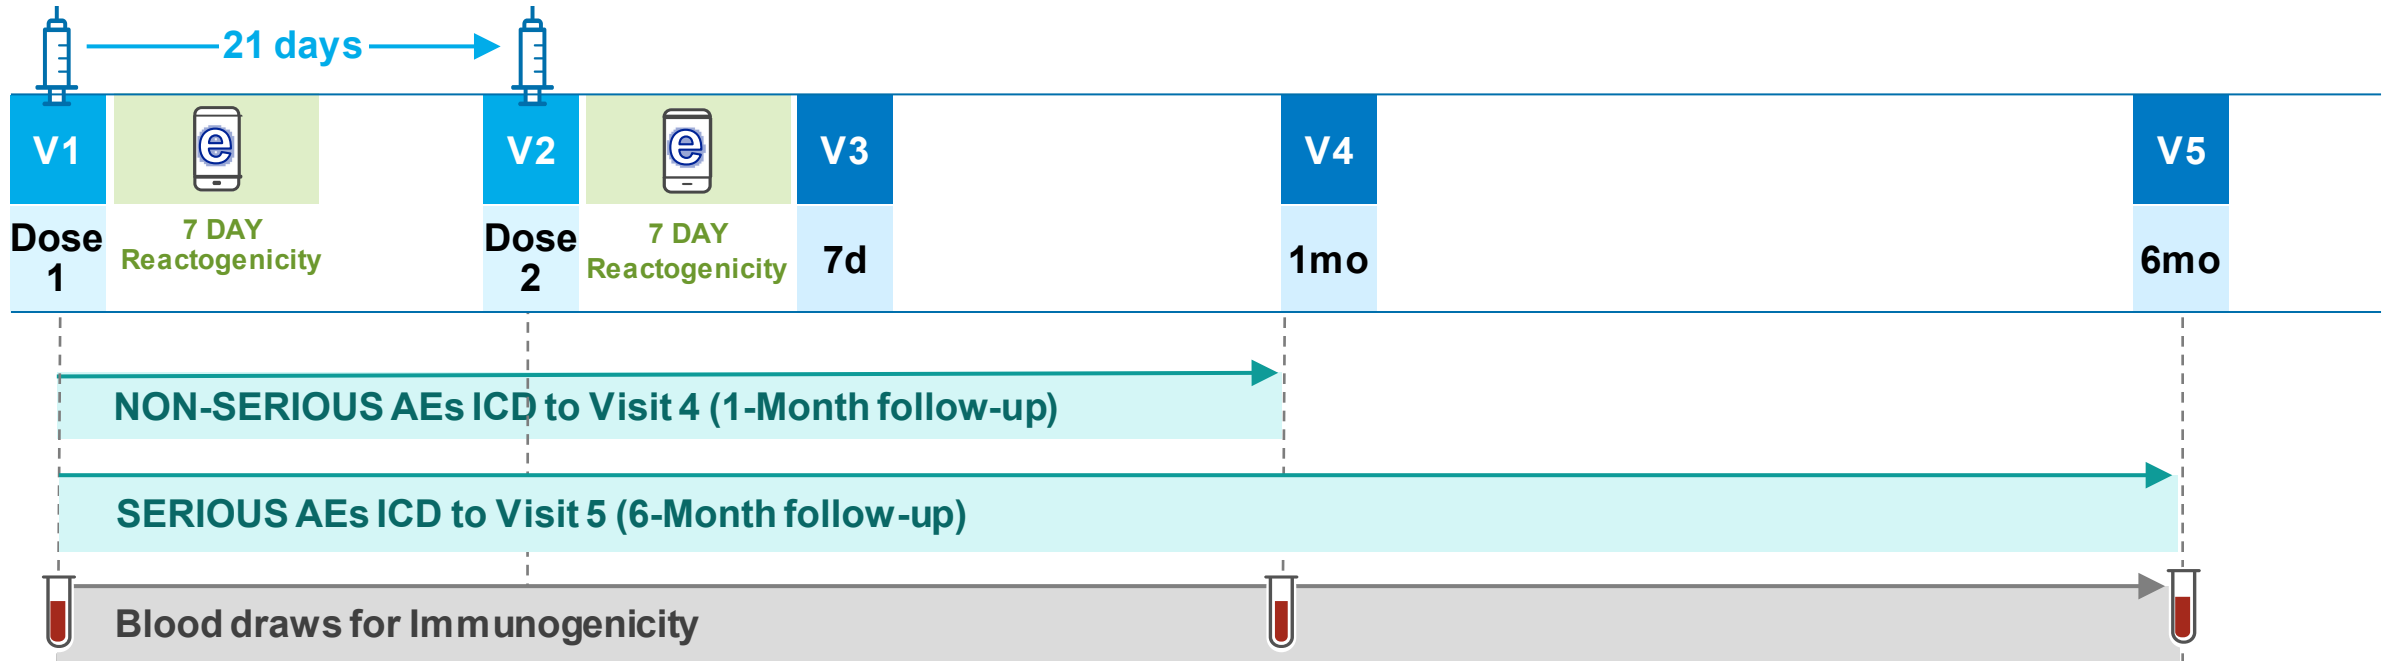 21 days
V1
e
V2
e
V3
V4
V5
Dose
1
7 DAY
Reactogenicity
Dose
2
7 DAY
Reactogenicity
7d
1mo
6mo
NON-SERIOUS AEs ICD to Visit 4 (1-Month follow-up)
SERIOUS AEs ICD to Visit 5 (6-Month follow-up)
Blood draws for Immunogenicity